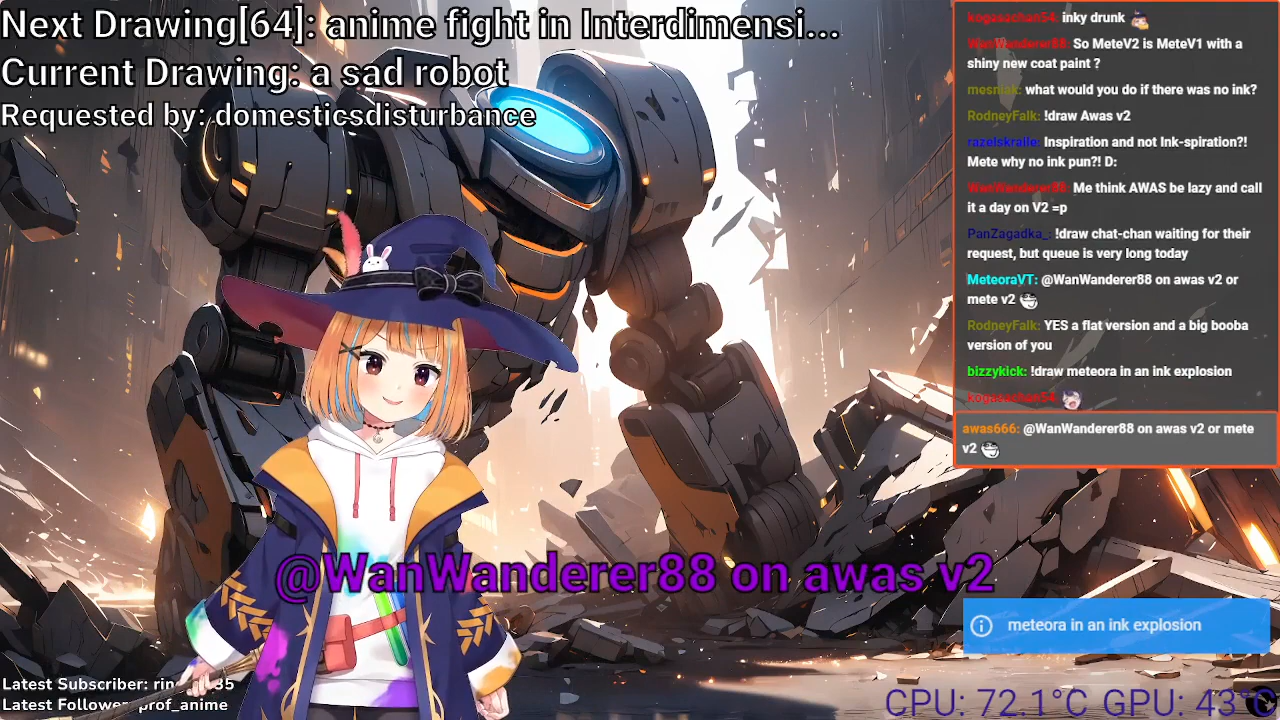 Next Drawing[64]: anime fight in Interdimensi...
Current Drawing: a sad robot
Requested by: domesticsdisturbance
kogasachan54: inky drunk
WanWanderer88: So MeteV2 is MeteV1 with a
shiny new coat paint ?
mesniak: what would you do if there was no ink?
RodneyFalk: !draw Awas v2
razelskralle: Inspiration and not Ink-spiration?!
Mete why no ink pun?! D:
WanWanderer88: Me think AWAS be lazy and call
it a day on V2 =p
PanZagadka_: !draw chat-chan waiting for their
request, but queue is very long today
MeteoraVT: @WanWanderer88 on awas v2 or
mete v2
RodneyFalk: YES a flat version and a big booba
version of you
bizzykick: !draw meteora in an ink explosion
kogasachan54:
awas666: @WanWanderer88 on awas v2 or mete
v2
@WanWanderer88 on awas v2
meteora in an ink explosion
Latest Subscriber:
Latest Follower: prof_anime
CPU: 72.1°C GPU: 43°C